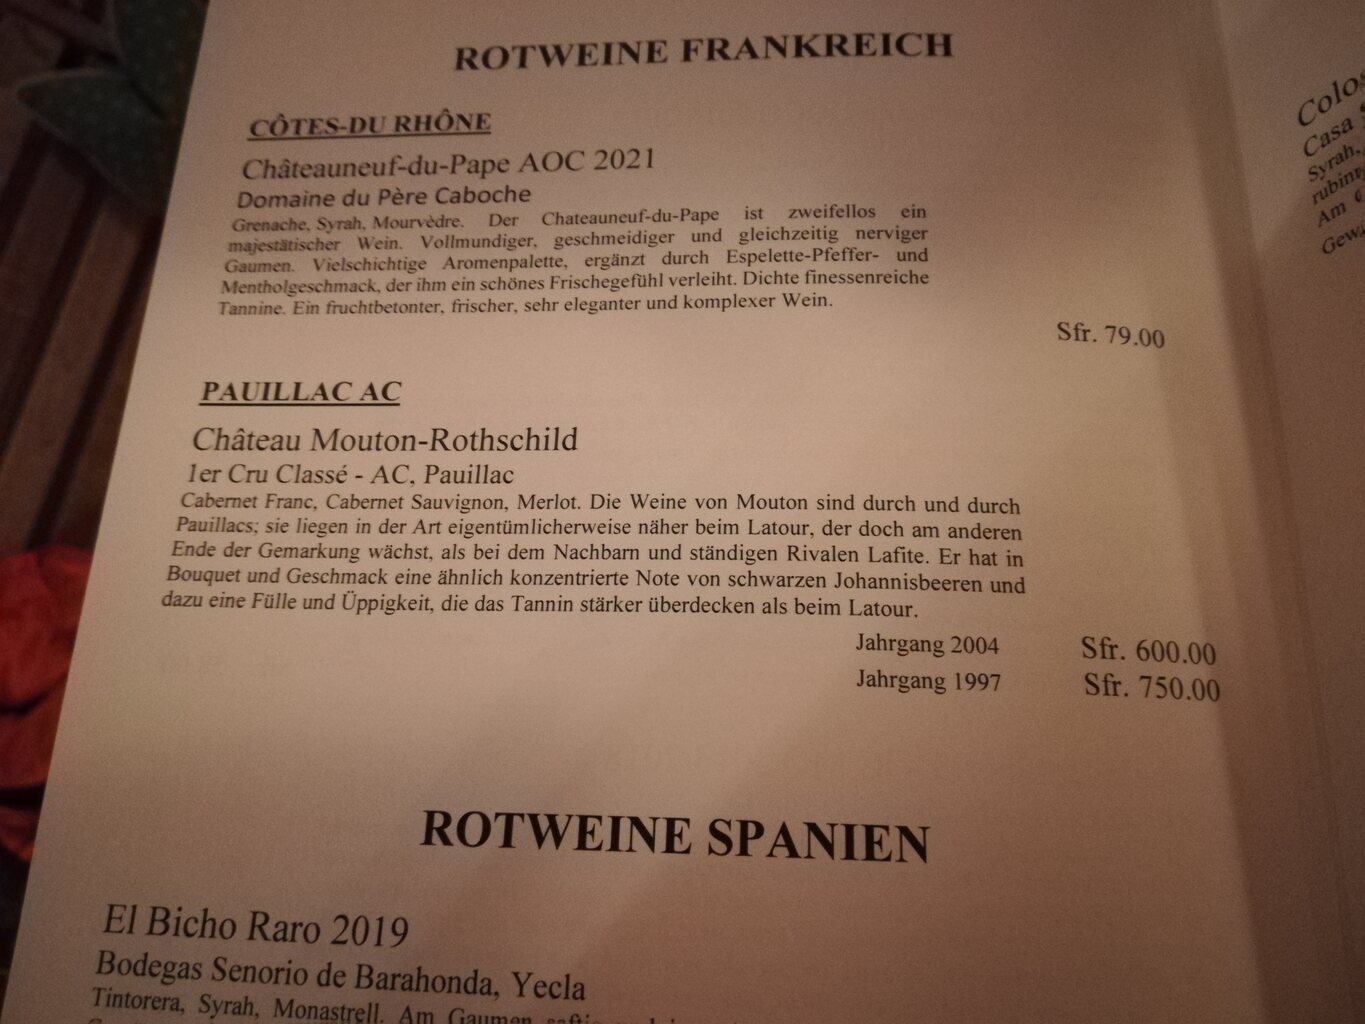 ROTWEINE FRANKREICH
CÔTES-DU RHÔNE
Châteauneuf-du-Pape AOC 2021
Domaine du Père Caboche
Grenache, Syrah, Mourvèdre. Der Chateauneuf-du-Pape ist zweifellos ein
majestätischer Wein. Vollmundiger, geschmeidiger und gleichzeitig nerviger
Gaumen. Vielschichtige Aromenpalette, ergänzt durch Espelette-Pfeffer- und
Mentholgeschmack, der ihm ein schönes Frischegefühl verleiht. Dichte finessenreiche
Tannine. Ein fruchtbetonter, frischer, sehr eleganter und komplexer Wein.
Sfr. 79.00
PAUILLAC AC
Château Mouton-Rothschild
1er Cru Classé - AC, Pauillac
Cabernet Franc, Cabernet Sauvignon, Merlot. Die Weine von Mouton sind durch und durch
Pauillacs; sie liegen in der Art eigentümlicherweise näher beim Latour, der doch am anderen
Ende der Gemarkung wächst, als bei dem Nachbarn und ständigen Rivalen Lafite. Er hat in
Bouquet und Geschmack eine ähnlich konzentrierte Note von schwarzen Johannisbeeren und
dazu eine Fülle und Üppigkeit, die das Tannin stärker überdecken als beim Latour.
Jahrgang 2004 Sfr. 600.00
Jahrgang 1997 Sfr. 750.00
ROTWEINE SPANIEN
El Bicho Raro 2019
Bodegas Senorio de Barahonda, Yecla
Tintorera, Syrah, Monastrell. Am Gaumen
Casa
Syrah,
Am